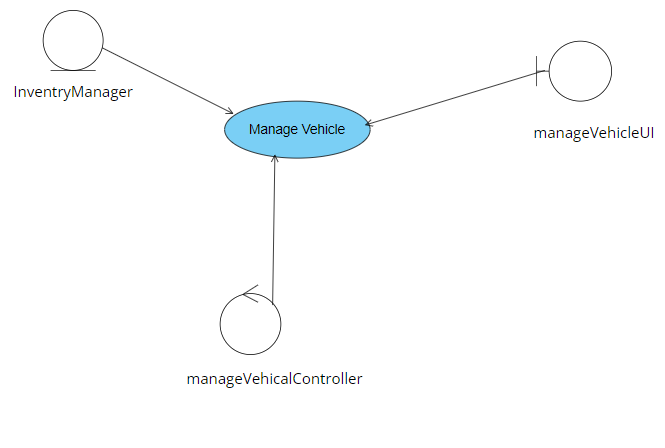 InventryManager
Manage Vehicle
manageVehicleUI
manageVehicalController